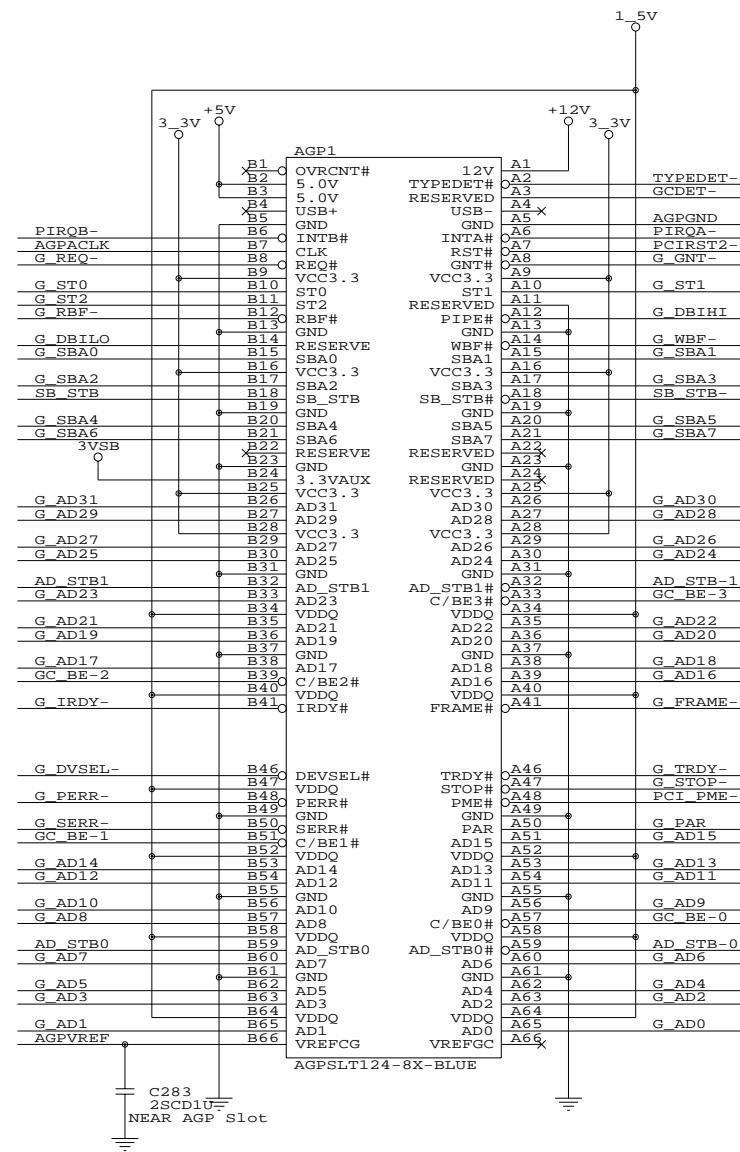 1_5V
+5V
+12V
3_3V
3_3V
AGP1
B1 OVRCNT# 12V A1
B2 5.0V TYPEDET# A2 TYPEDET-
B3 5.0V RESERVED A3 GCDET-
B4 USB+ USB- A4
B5 GND GND A5 AGPGND
PIRQB- B6 INTB# INTA# A6 PIRQA-
AGPACLK B7 CLK RST# A7 PCIRST2-
G_REQ- B8 REQ# GNT# A8 G_GNT-
B9 VCC3.3 VCC3.3 A9
G_ST0 B10 ST0 ST1 A10 G_ST1
G_ST2 B11 ST2 RESERVED A11
G_RBF- B12 RBF# PIPE# A12 G_DBIHI
B13 GND GND A13
G_DBILO B14 RESERVE WBF# A14 G_WBF-
G_SBA0 B15 SBA0 SBA1 A15 G_SBA1
B16 VCC3.3 VCC3.3 A16
G_SBA2 B17 SBA2 SBA3 A17 G_SBA3
SB_STB B18 SB_STB SB_STB# A18 SB_STB-
B19 GND GND A19
G_SBA4 B20 SBA4 SBA5 A20 G_SBA5
G_SBA6 B21 SBA6 SBA7 A21 G_SBA7
3VSB B22 RESERVE RESERVED A22
B23 GND GND A23
B24 3.3VAUX RESERVED A24
B25 VCC3.3 VCC3.3 A25
G_AD31 B26 AD31 AD30 A26 G_AD30
G_AD29 B27 AD29 AD28 A27 G_AD28
B28 VCC3.3 VCC3.3 A28
G_AD27 B29 AD27 AD26 A29 G_AD26
G_AD25 B30 AD25 AD24 A30 G_AD24
B31 GND GND A31
AD_STB1 B32 AD_STB1 AD_STB1# A32 AD_STB-1
G_AD23 B33 AD23 C/BE3# A33 GC_BE-3
B34 VDDQ VDDQ A34
G_AD21 B35 AD21 AD22 A35 G_AD22
G_AD19 B36 AD19 AD20 A36 G_AD20
B37 GND GND A37
G_AD17 B38 AD17 AD18 A38 G_AD18
GC_BE-2 B39 C/BE2# AD16 A39 G_AD16
B40 VDDQ VDDQ A40
G_IRDY- B41 IRDY# FRAME# A41 G_FRAME-
G_DVSEL- B46 DEVSEL# TRDY# A46 G_TRDY-
B47 VDDQ STOP# A47 G_STOP-
G_PERR- B48 PERR# PME# A48 PCI_PME-
B49 GND GND A49
G_SERR- B50 SERR# PAR A50 G_PAR
GC_BE-1 B51 C/BE1# AD15 A51 G_AD15
B52 VDDQ VDDQ A52
G_AD14 B53 AD14 AD13 A53 G_AD13
G_AD12 B54 AD12 AD11 A54 G_AD11
B55 GND GND A55
G_AD10 B56 AD10 AD9 A56 G_AD9
G_AD8 B57 AD8 C/BE0# A57 GC_BE-0
B58 VDDQ VDDQ A58
AD_STB0 B59 AD_STB0 AD_STB0# A59 AD_STB-0
G_AD7 B60 AD7 AD6 A60 G_AD6
B61 GND GND A61
G_AD5 B62 AD5 AD4 A62 G_AD4
G_AD3 B63 AD3 AD2 A63 G_AD2
B64 VDDQ VDDQ A64
G_AD1 B65 AD1 AD0 A65 G_AD0
AGPVREF B66 VREFCG VREFGC A66
AGPSLT124-8X-BLUE
C283
2SCD1U
NEAR AGP Slot